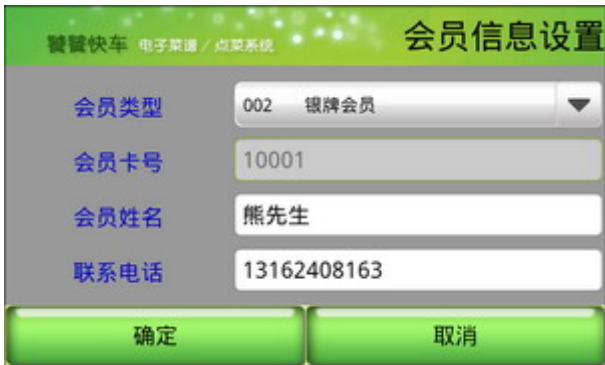 餐餐快车 电子菜谱 / 点菜系统 会员信息设置
会员类型 002 银牌会员
会员卡号 10001
会员姓名 熊先生
联系电话 13162408163
确定 取消